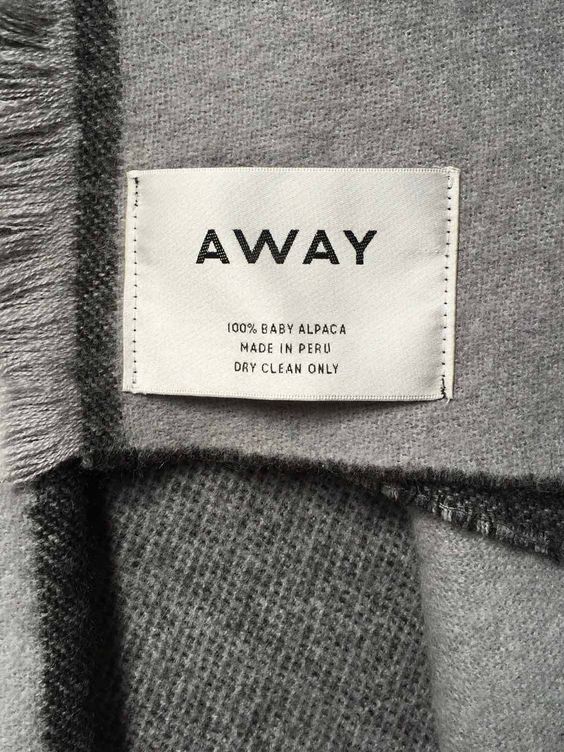 AWAY
100% BABY ALPACA
MADE IN PERU
DRY CLEAN ONLY